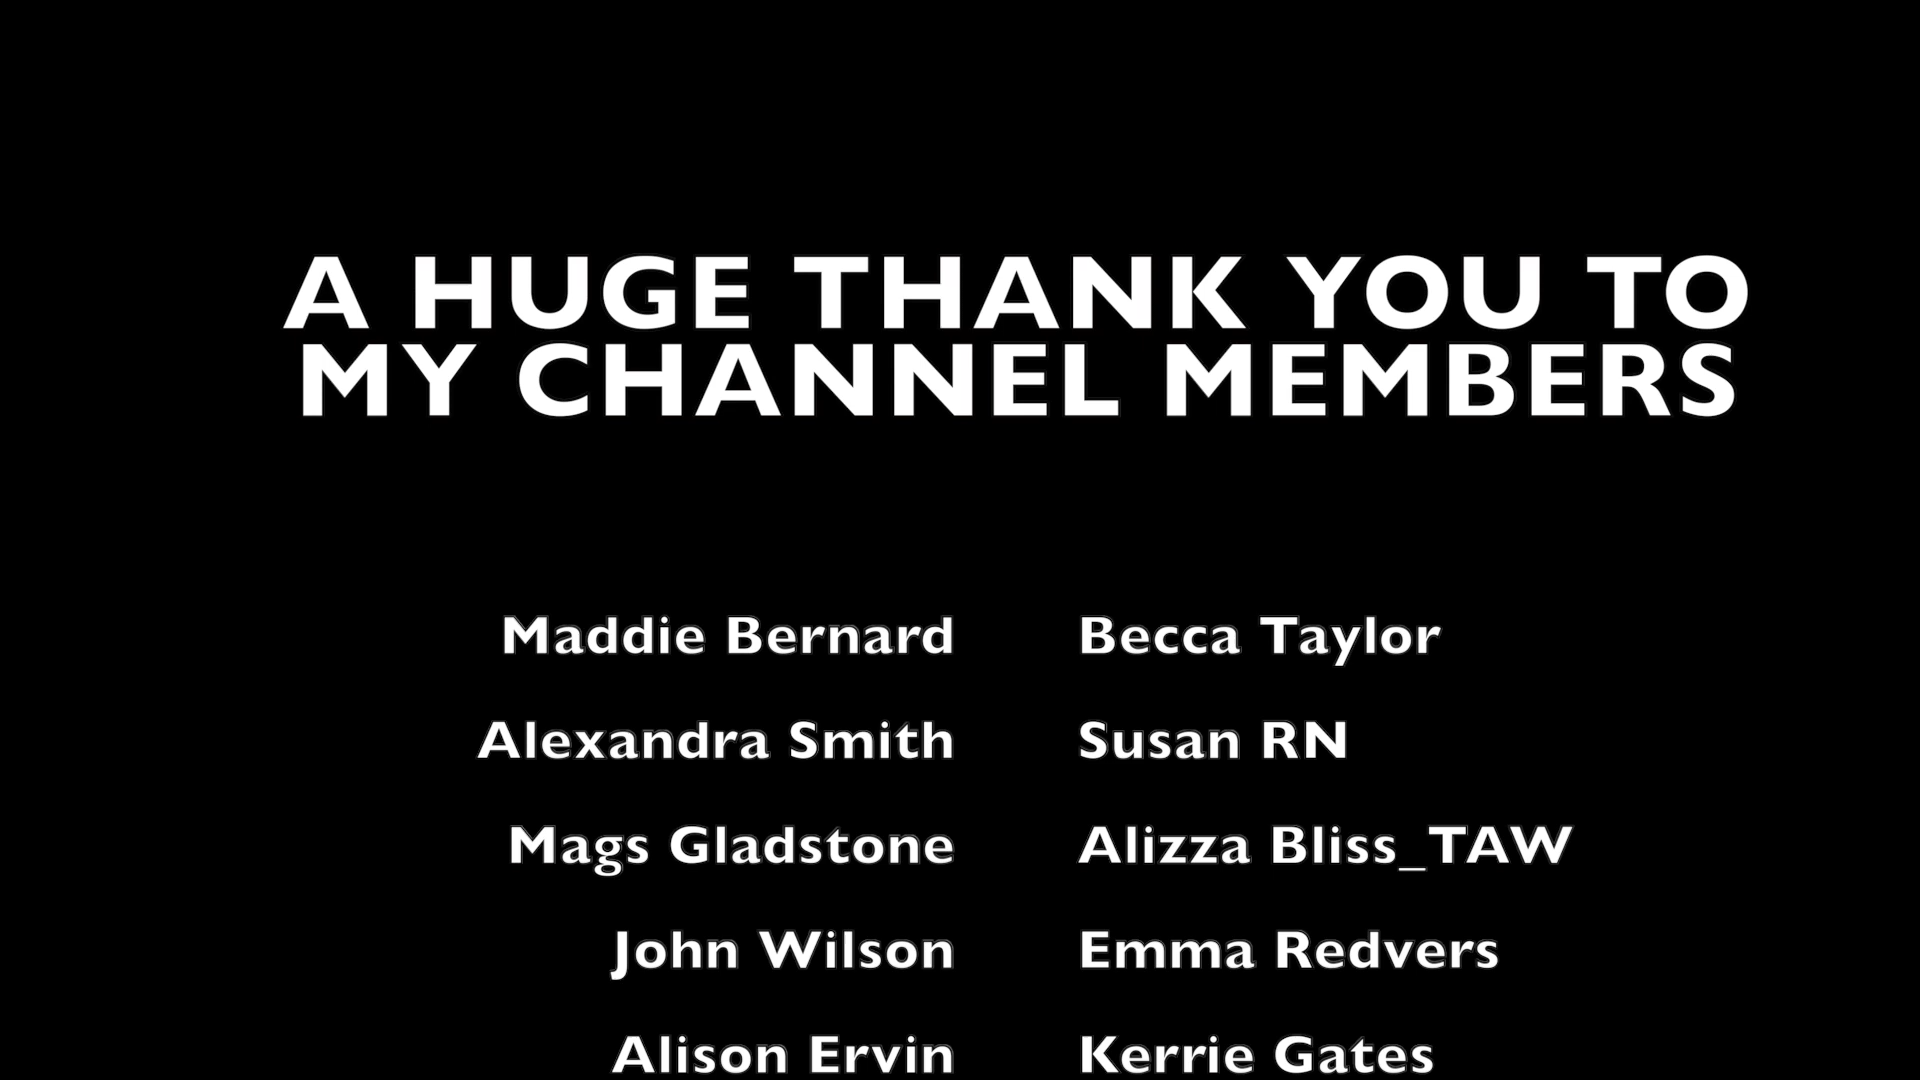 A HUGE THANK YOU TO
MY CHANNEL MEMBERS
Maddie Bernard Becca Taylor
Alexandra Smith Susan RN
Mags Gladstone Alizza Bliss_TAW
John Wilson Emma Redvers
Alison Ervin Kerrie Gates